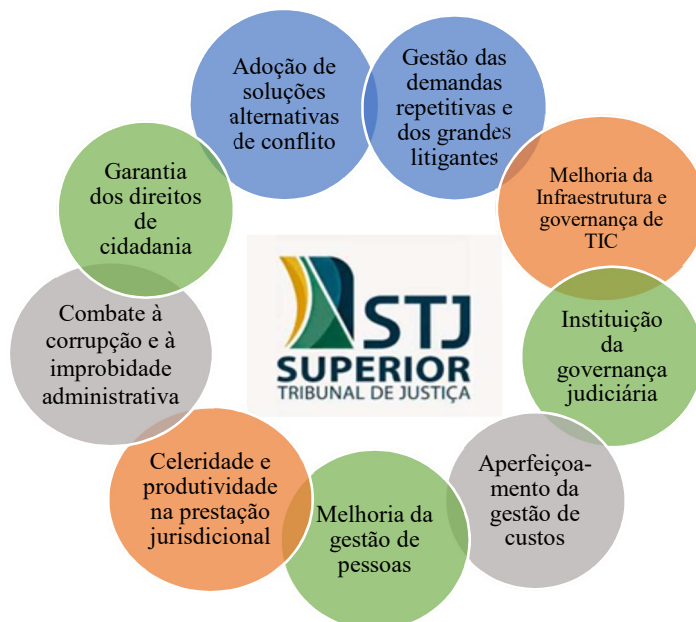 Adoção de
soluções
alternativas
de conflito
Gestão das
demandas
repetitivas e
dos grandes
litigantes
Melhoria da
Infraestrutura e
governança de
TIC
Instituição
da
governança
judiciária
Aperfeiçoa-
mento da
gestão de
custos
Melhoria da
gestão de
pessoas
Celeridade e
produtividade
na prestação
jurisdicional
Combate à
corrupção e à
improbidade
administrativa
Garantia
dos direitos
de
cidadania
STJ
SUPERIOR
TRIBUNAL DE JUSTIÇA